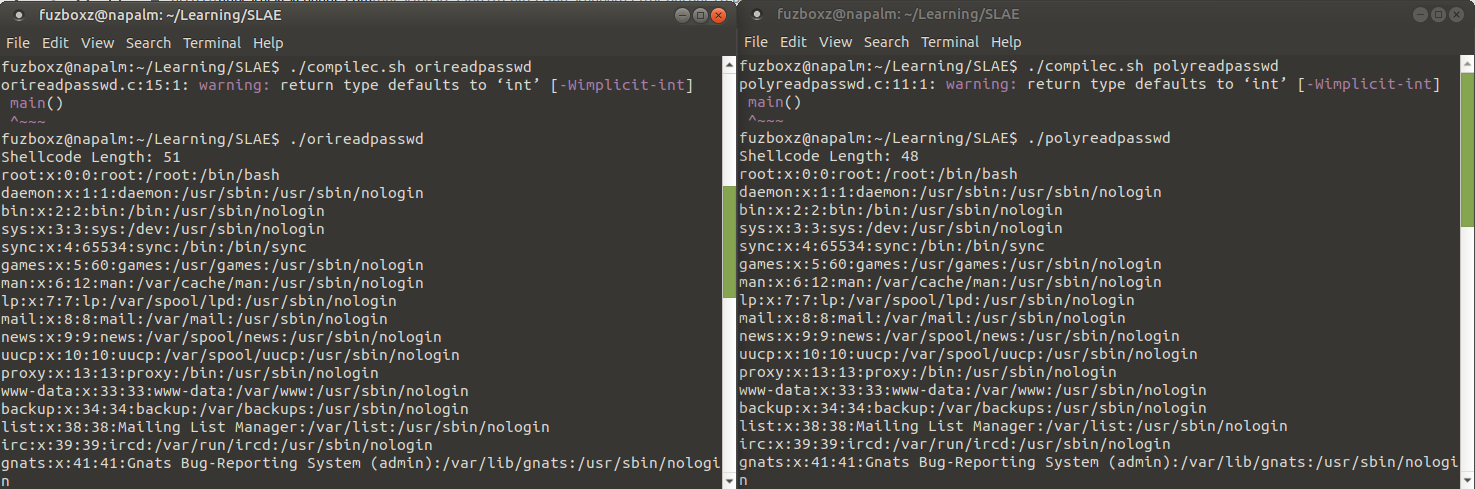 fuzboxz@napalm: ~/Learning/SLAE
File Edit View Search Terminal Help
fuzboxz@napalm:~/Learning/SLAE$ ./compilec.sh orireadpasswd
orireadpasswd.c:15:1: warning: return type defaults to ‘int’ [-Wimplicit-int]
main()
^~~~
fuzboxz@napalm:~/Learning/SLAE$ ./orireadpasswd
Shellcode Length: 51
root:x:0:0:root:/root:/bin/bash
daemon:x:1:1:daemon:/usr/sbin:/usr/sbin/nologin
bin:x:2:2:bin:/bin:/usr/sbin/nologin
sys:x:3:3:sys:/dev:/usr/sbin/nologin
sync:x:4:65534:sync:/bin:/bin/sync
games:x:5:60:games:/usr/games:/usr/sbin/nologin
man:x:6:12:man:/var/cache/man:/usr/sbin/nologin
lp:x:7:7:lp:/var/spool/lpd:/usr/sbin/nologin
mail:x:8:8:mail:/var/mail:/usr/sbin/nologin
news:x:9:9:news:/var/spool/news:/usr/sbin/nologin
uucp:x:10:10:uucp:/var/spool/uucp:/usr/sbin/nologin
proxy:x:13:13:proxy:/bin:/usr/sbin/nologin
www-data:x:33:33:www-data:/var/www:/usr/sbin/nologin
backup:x:34:34:backup:/var/backups:/usr/sbin/nologin
list:x:38:38:Mailing List Manager:/var/list:/usr/sbin/nologin
irc:x:39:39:ircd:/var/run/ircd:/usr/sbin/nologin
gnats:x:41:41:Gnats Bug-Reporting System (admin):/var/lib/gnats:/usr/sbin/nologi
n
fuzboxz@napalm: ~/Learning/SLAE
File Edit View Search Terminal Help
fuzboxz@napalm:~/Learning/SLAE$ ./compilec.sh polyreadpasswd
polyreadpasswd.c:11:1: warning: return type defaults to ‘int’ [-Wimplicit-int]
main()
^~~~
fuzboxz@napalm:~/Learning/SLAE$ ./polyreadpasswd
Shellcode Length: 48
root:x:0:0:root:/root:/bin/bash
daemon:x:1:1:daemon:/usr/sbin:/usr/sbin/nologin
bin:x:2:2:bin:/bin:/usr/sbin/nologin
sys:x:3:3:sys:/dev:/usr/sbin/nologin
sync:x:4:65534:sync:/bin:/bin/sync
games:x:5:60:games:/usr/games:/usr/sbin/nologin
man:x:6:12:man:/var/cache/man:/usr/sbin/nologin
lp:x:7:7:lp:/var/spool/lpd:/usr/sbin/nologin
mail:x:8:8:mail:/var/mail:/usr/sbin/nologin
news:x:9:9:news:/var/spool/news:/usr/sbin/nologin
uucp:x:10:10:uucp:/var/spool/uucp:/usr/sbin/nologin
proxy:x:13:13:proxy:/bin:/usr/sbin/nologin
www-data:x:33:33:www-data:/var/www:/usr/sbin/nologin
backup:x:34:34:backup:/var/backups:/usr/sbin/nologin
list:x:38:38:Mailing List Manager:/var/list:/usr/sbin/nologin
irc:x:39:39:ircd:/var/run/ircd:/usr/sbin/nologin
gnats:x:41:41:Gnats Bug-Reporting System (admin):/var/lib/gnats:/usr/sbin/nologi
n